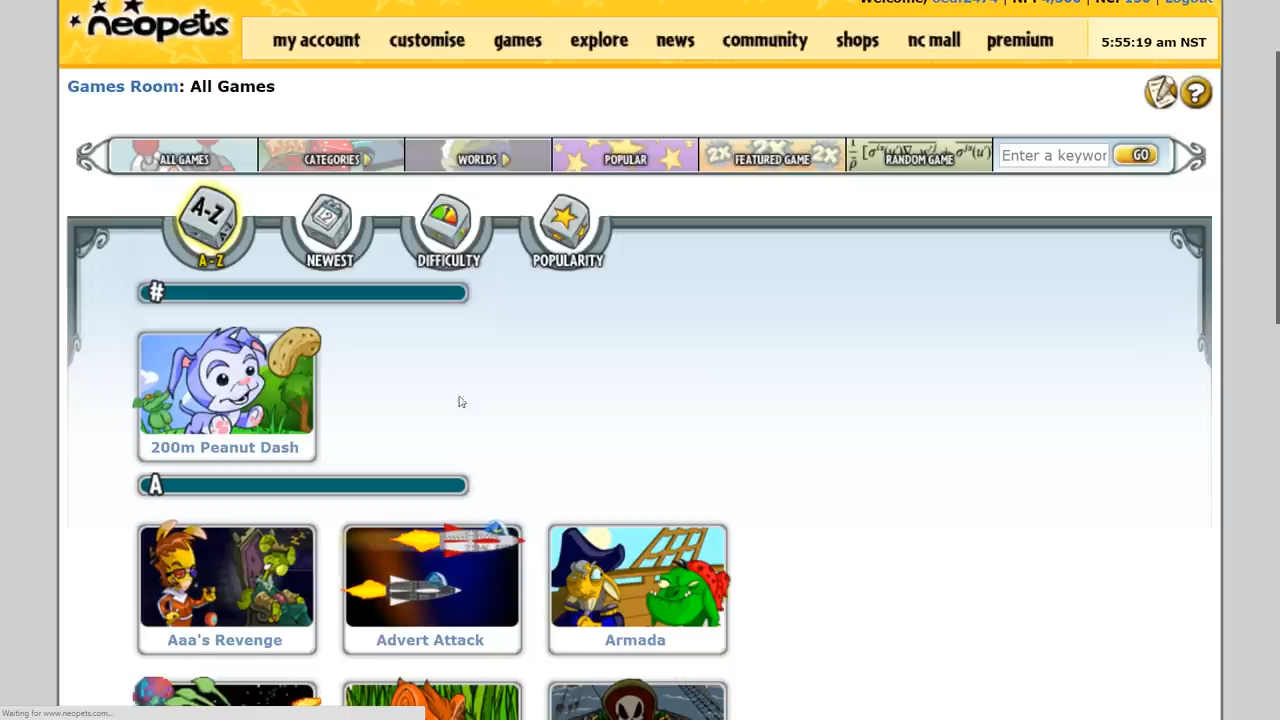 neopets
my account customise games explore news community shops nc mall premium
5:55:19 am NST
Games Room: All Games
ALL GAMES CATEGORIES WORLDS POPULAR 2X FEATURED GAME 2X RANDOM GAME Enter a keywor GO
A-Z
A-Z NEWEST DIFFICULTY POPULARITY
#
200m Peanut Dash
A
Aaa's Revenge Advert Attack Armada
Waiting for www.neopets.com...